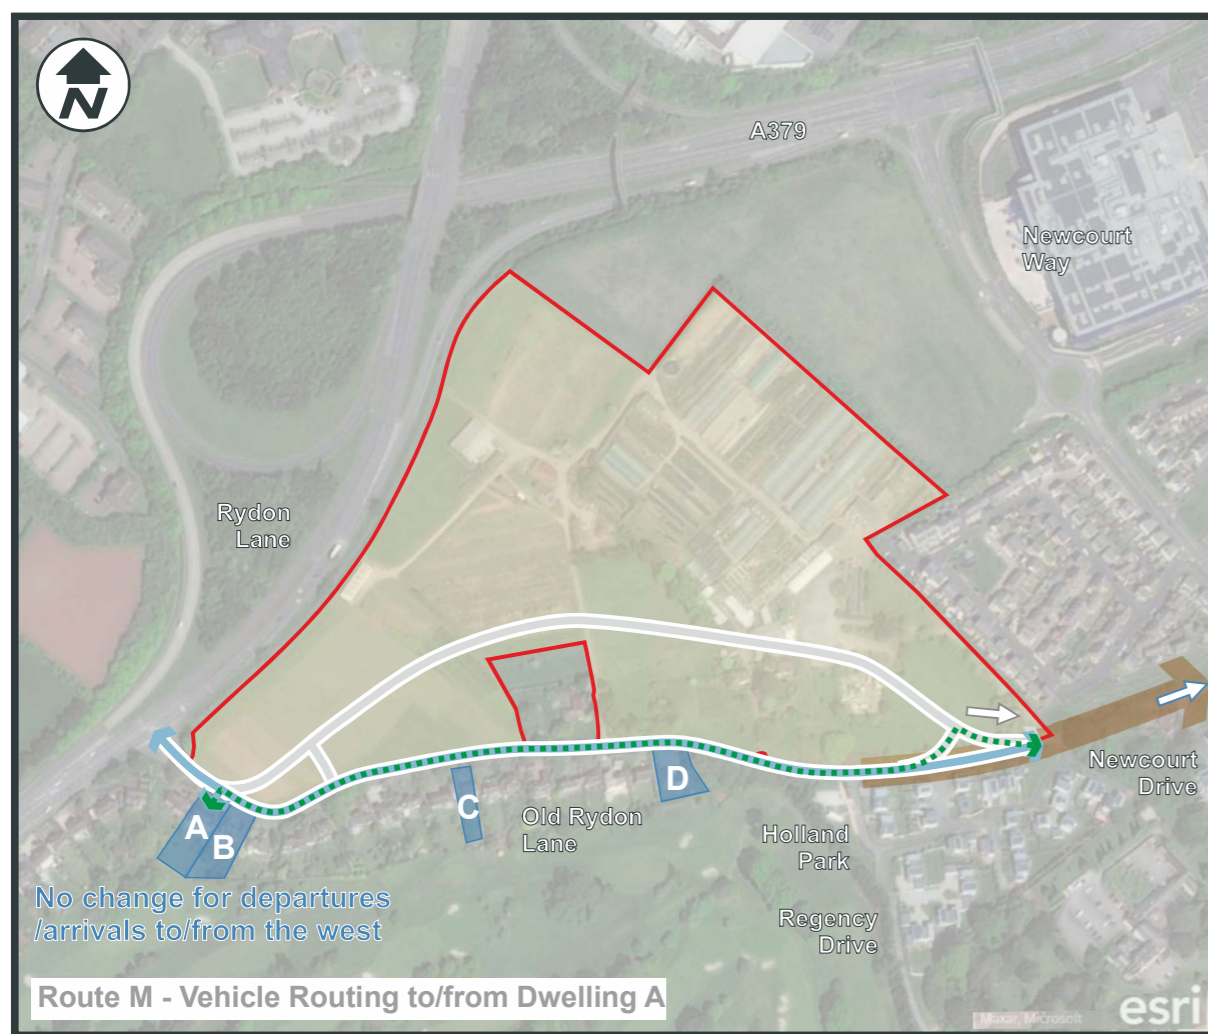 N
A379
Newcourt
Way
Rydon
Lane
Newcourt
Drive
A
B
C
D
Old Rydon
Lane
Holland
Park
No change for departures
/arrivals to/from the west
Regency
Drive
Route M - Vehicle Routing to/from Dwelling A
Maxar, Microsoft
esri